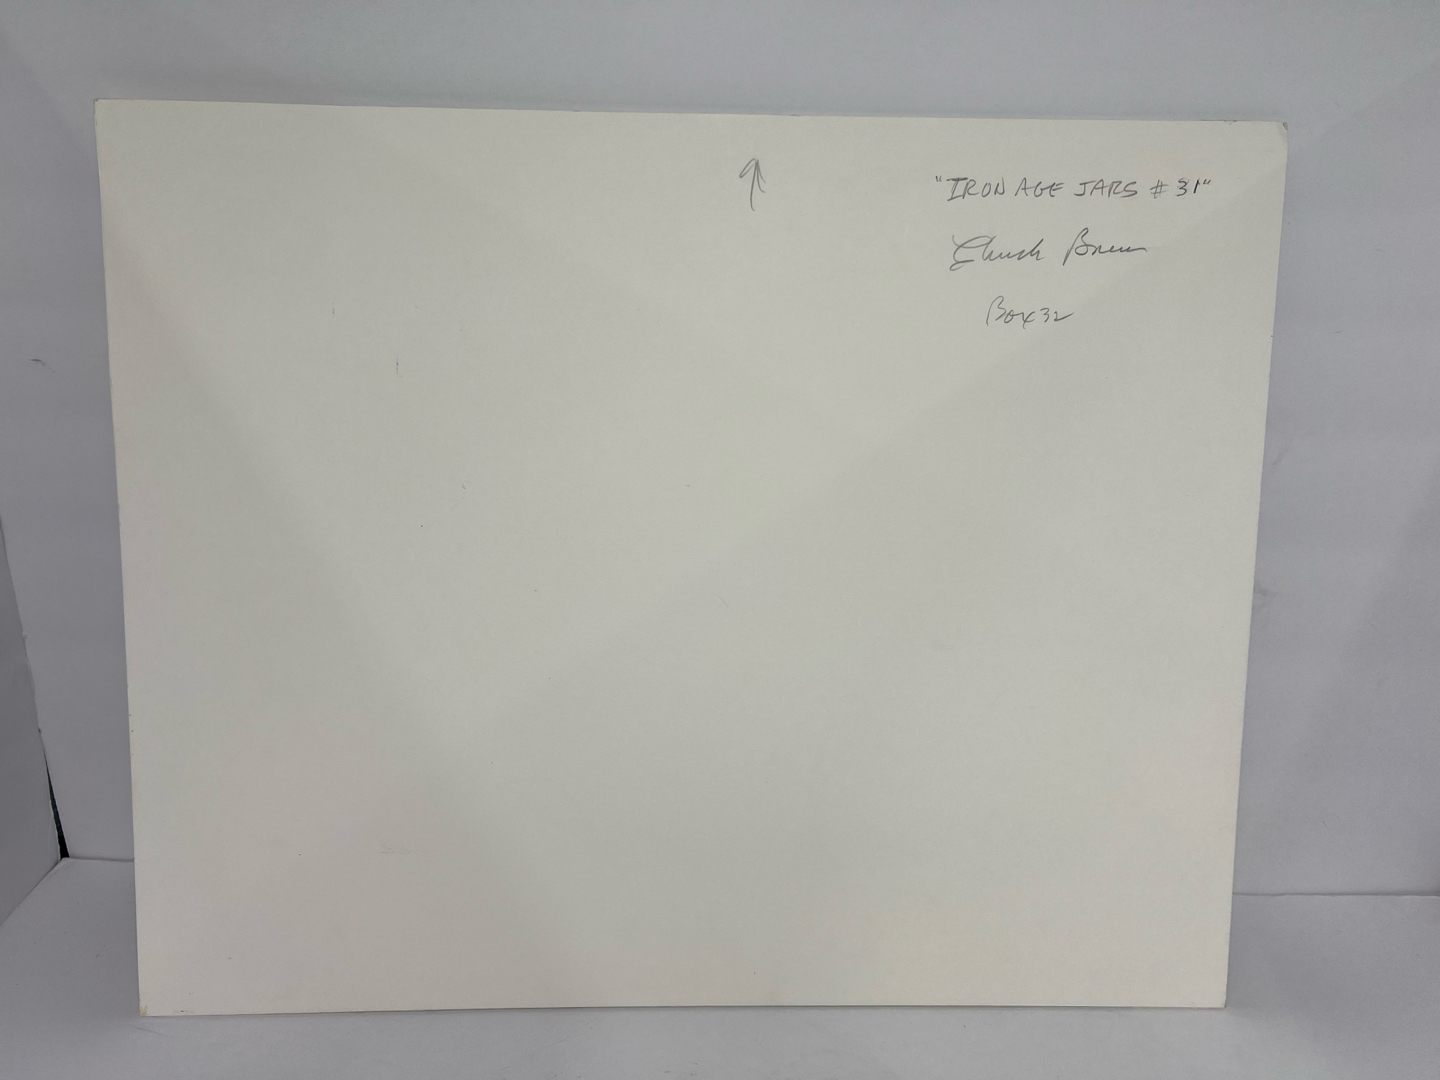 "IRON AGE JARS # 31"
Chuck
Box 32